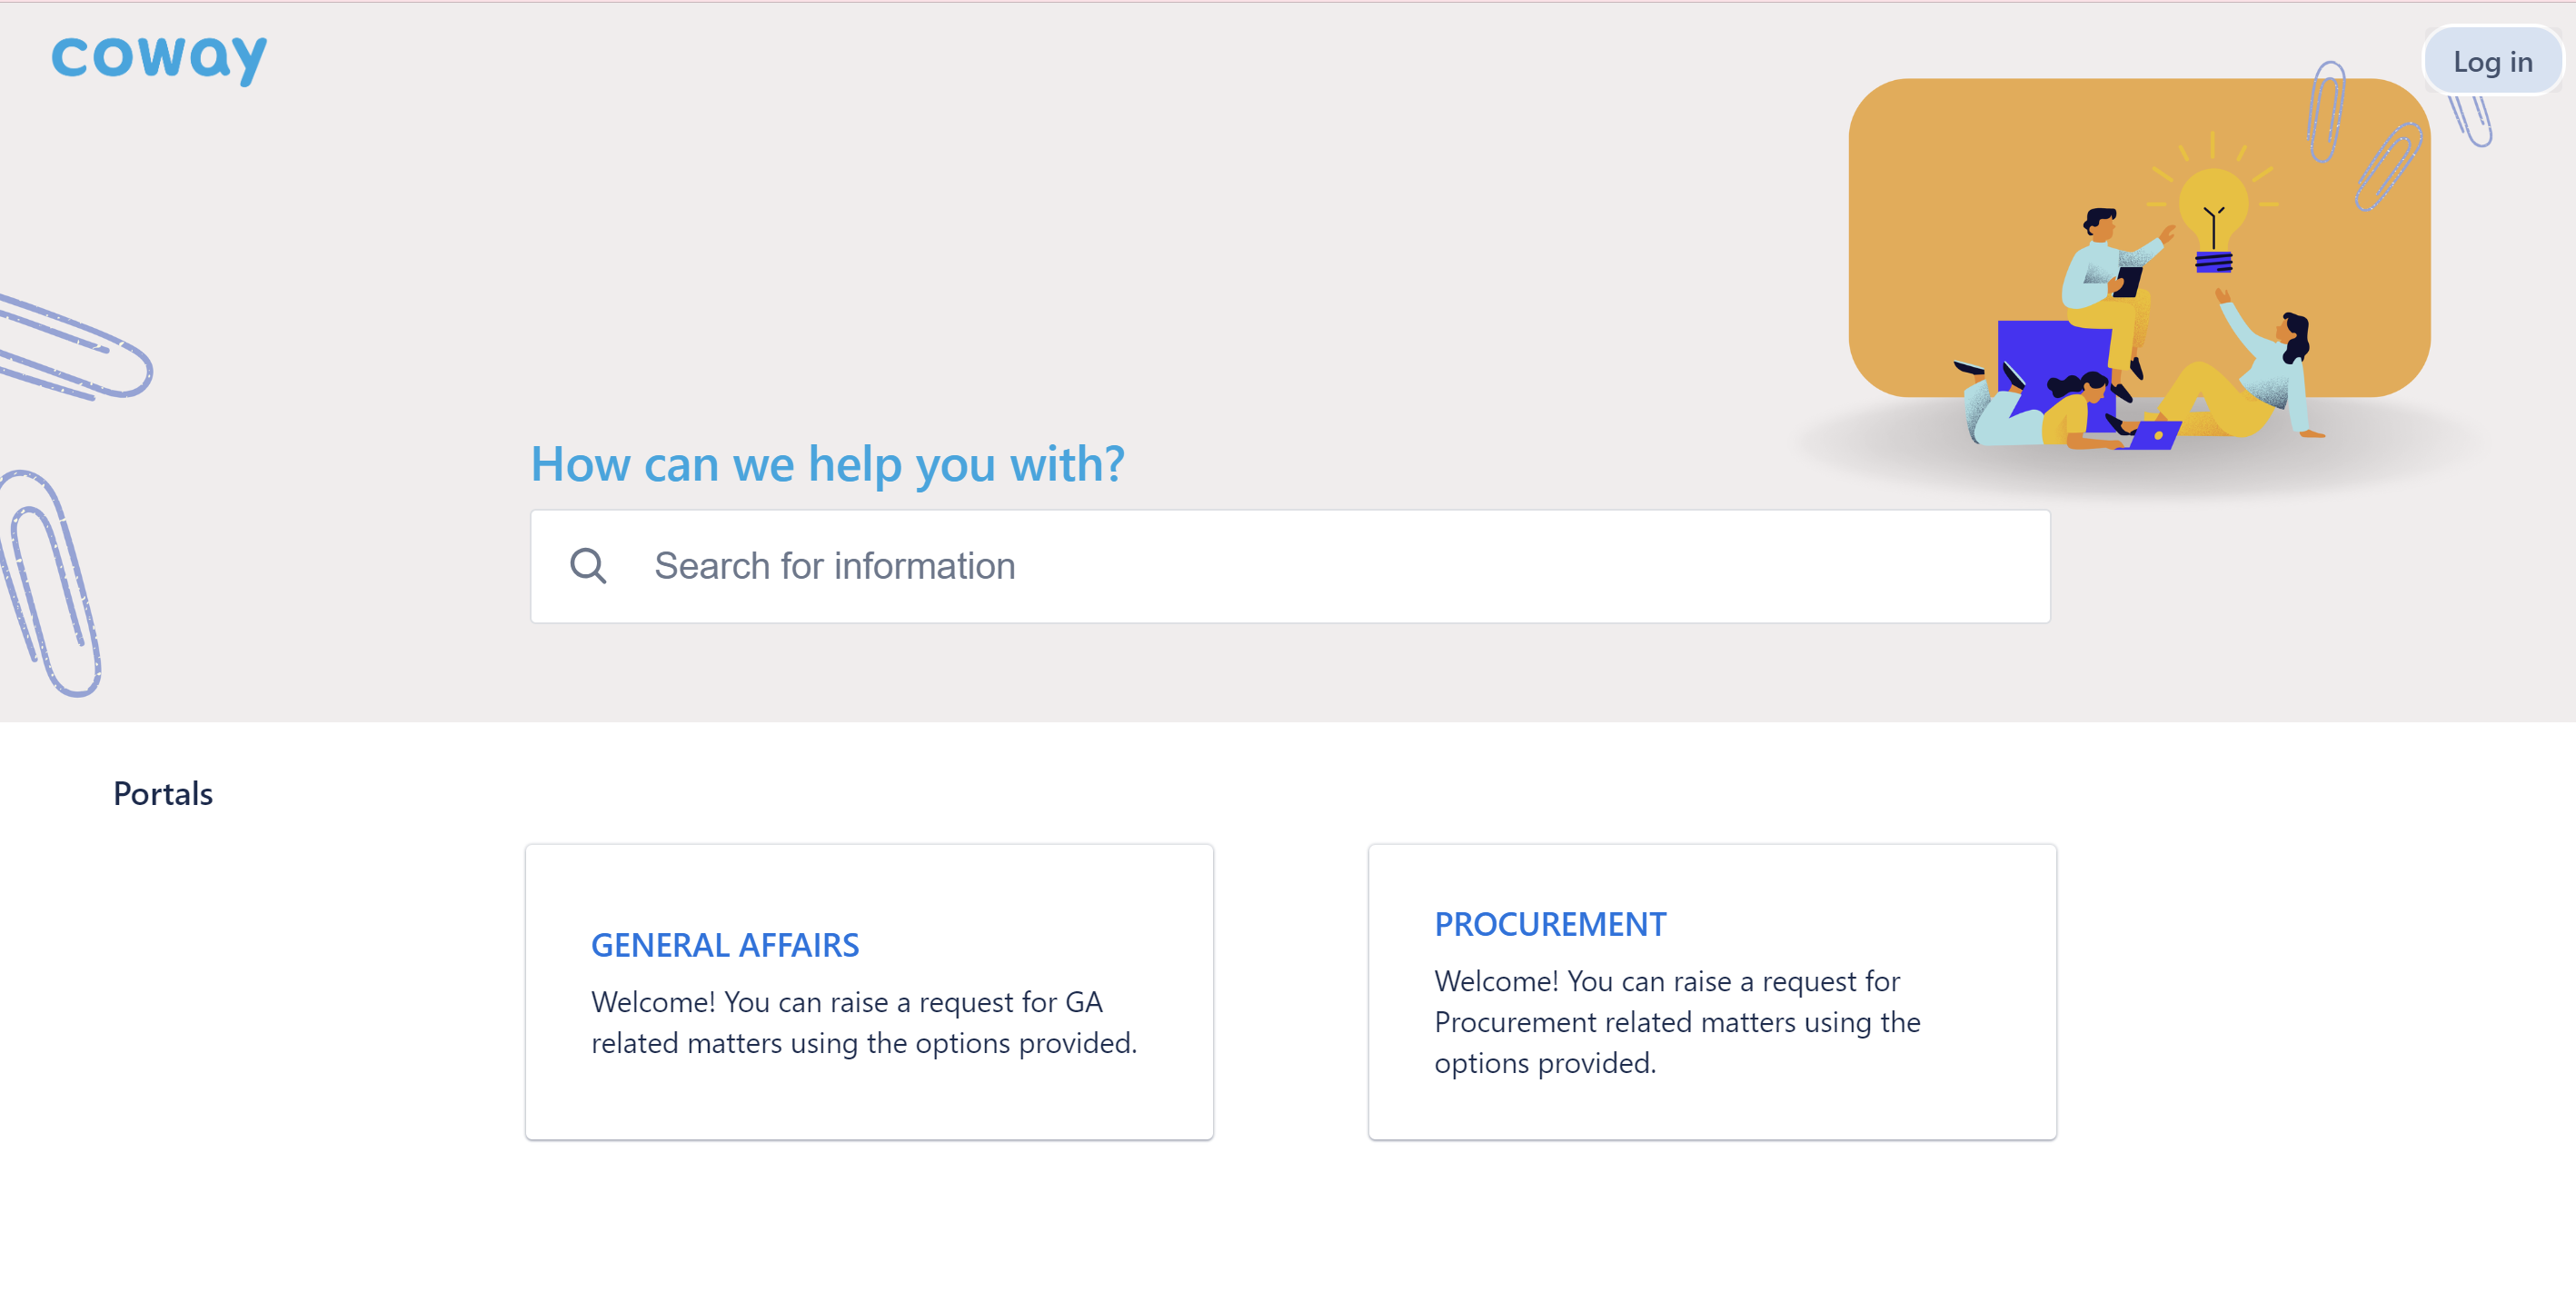 coway
Log in
How can we help you with?
Search for information
Portals
GENERAL AFFAIRS
Welcome! You can raise a request for GA
related matters using the options provided.
PROCUREMENT
Welcome! You can raise a request for
Procurement related matters using the
options provided.